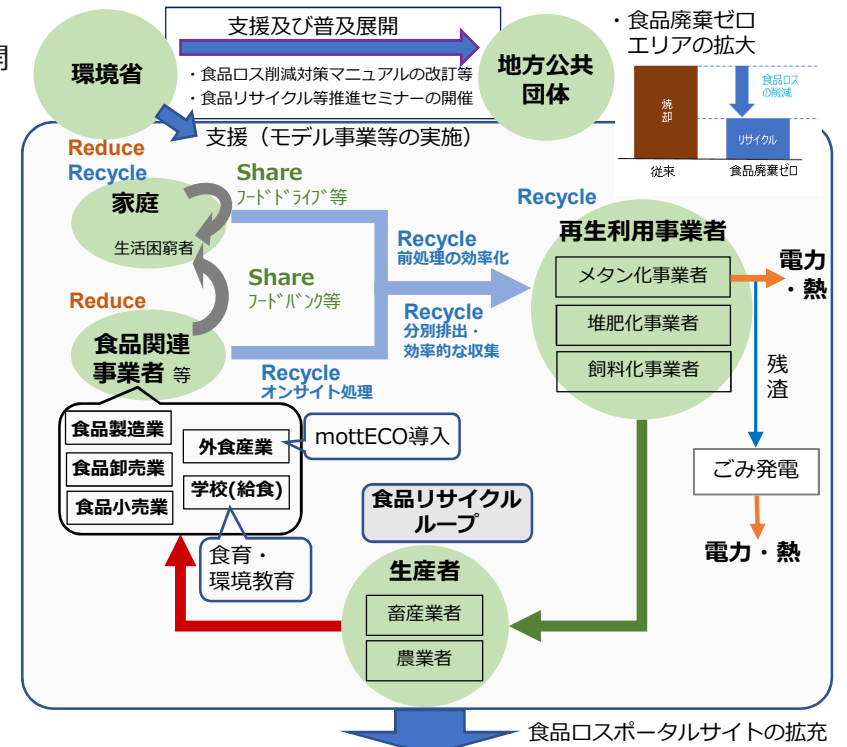 開
支援及び普及展開
環境省
・食品ロス削減対策マニュアルの改訂等
・食品リサイクル等推進セミナーの開催
地方公共
団体
・食品廃棄ゼロ
エリアの拡大
焼
却
食品ロス
の削減
リサイクル
従来
食品廃棄ゼロ
支援（モデル事業等の実施）
Reduce
Recycle
家庭
生活困窮者
Share
フードドライブ等
Share
フードバンク等
Reduce
食品関連
事業者 等
Recycle
前処理の効率化
Recycle
分別排出・
効率的な収集
Recycle
オンサイト処理
Recycle
再生利用事業者
メタン化事業者
堆肥化事業者
飼料化事業者
電力
・熱
残
渣
ごみ発電
電力・熱
食品製造業
食品卸売業
食品小売業
外食産業
学校(給食)
mottECO導入
食育・
環境教育
食品リサイクル
ループ
生産者
畜産業者
農業者
食品ロスポータルサイトの拡充